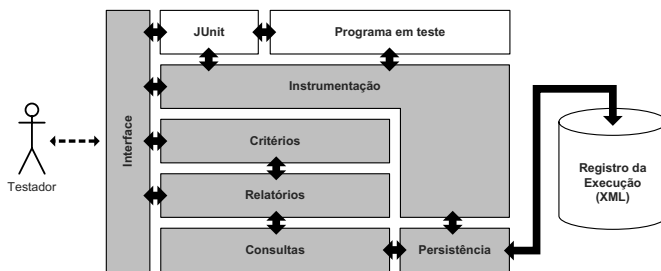 JUnit
Programa em teste
Instrumentação
Interface
Critérios
Testador
Relatórios
Registro da
Execução
(XML)
Consultas
Persistência